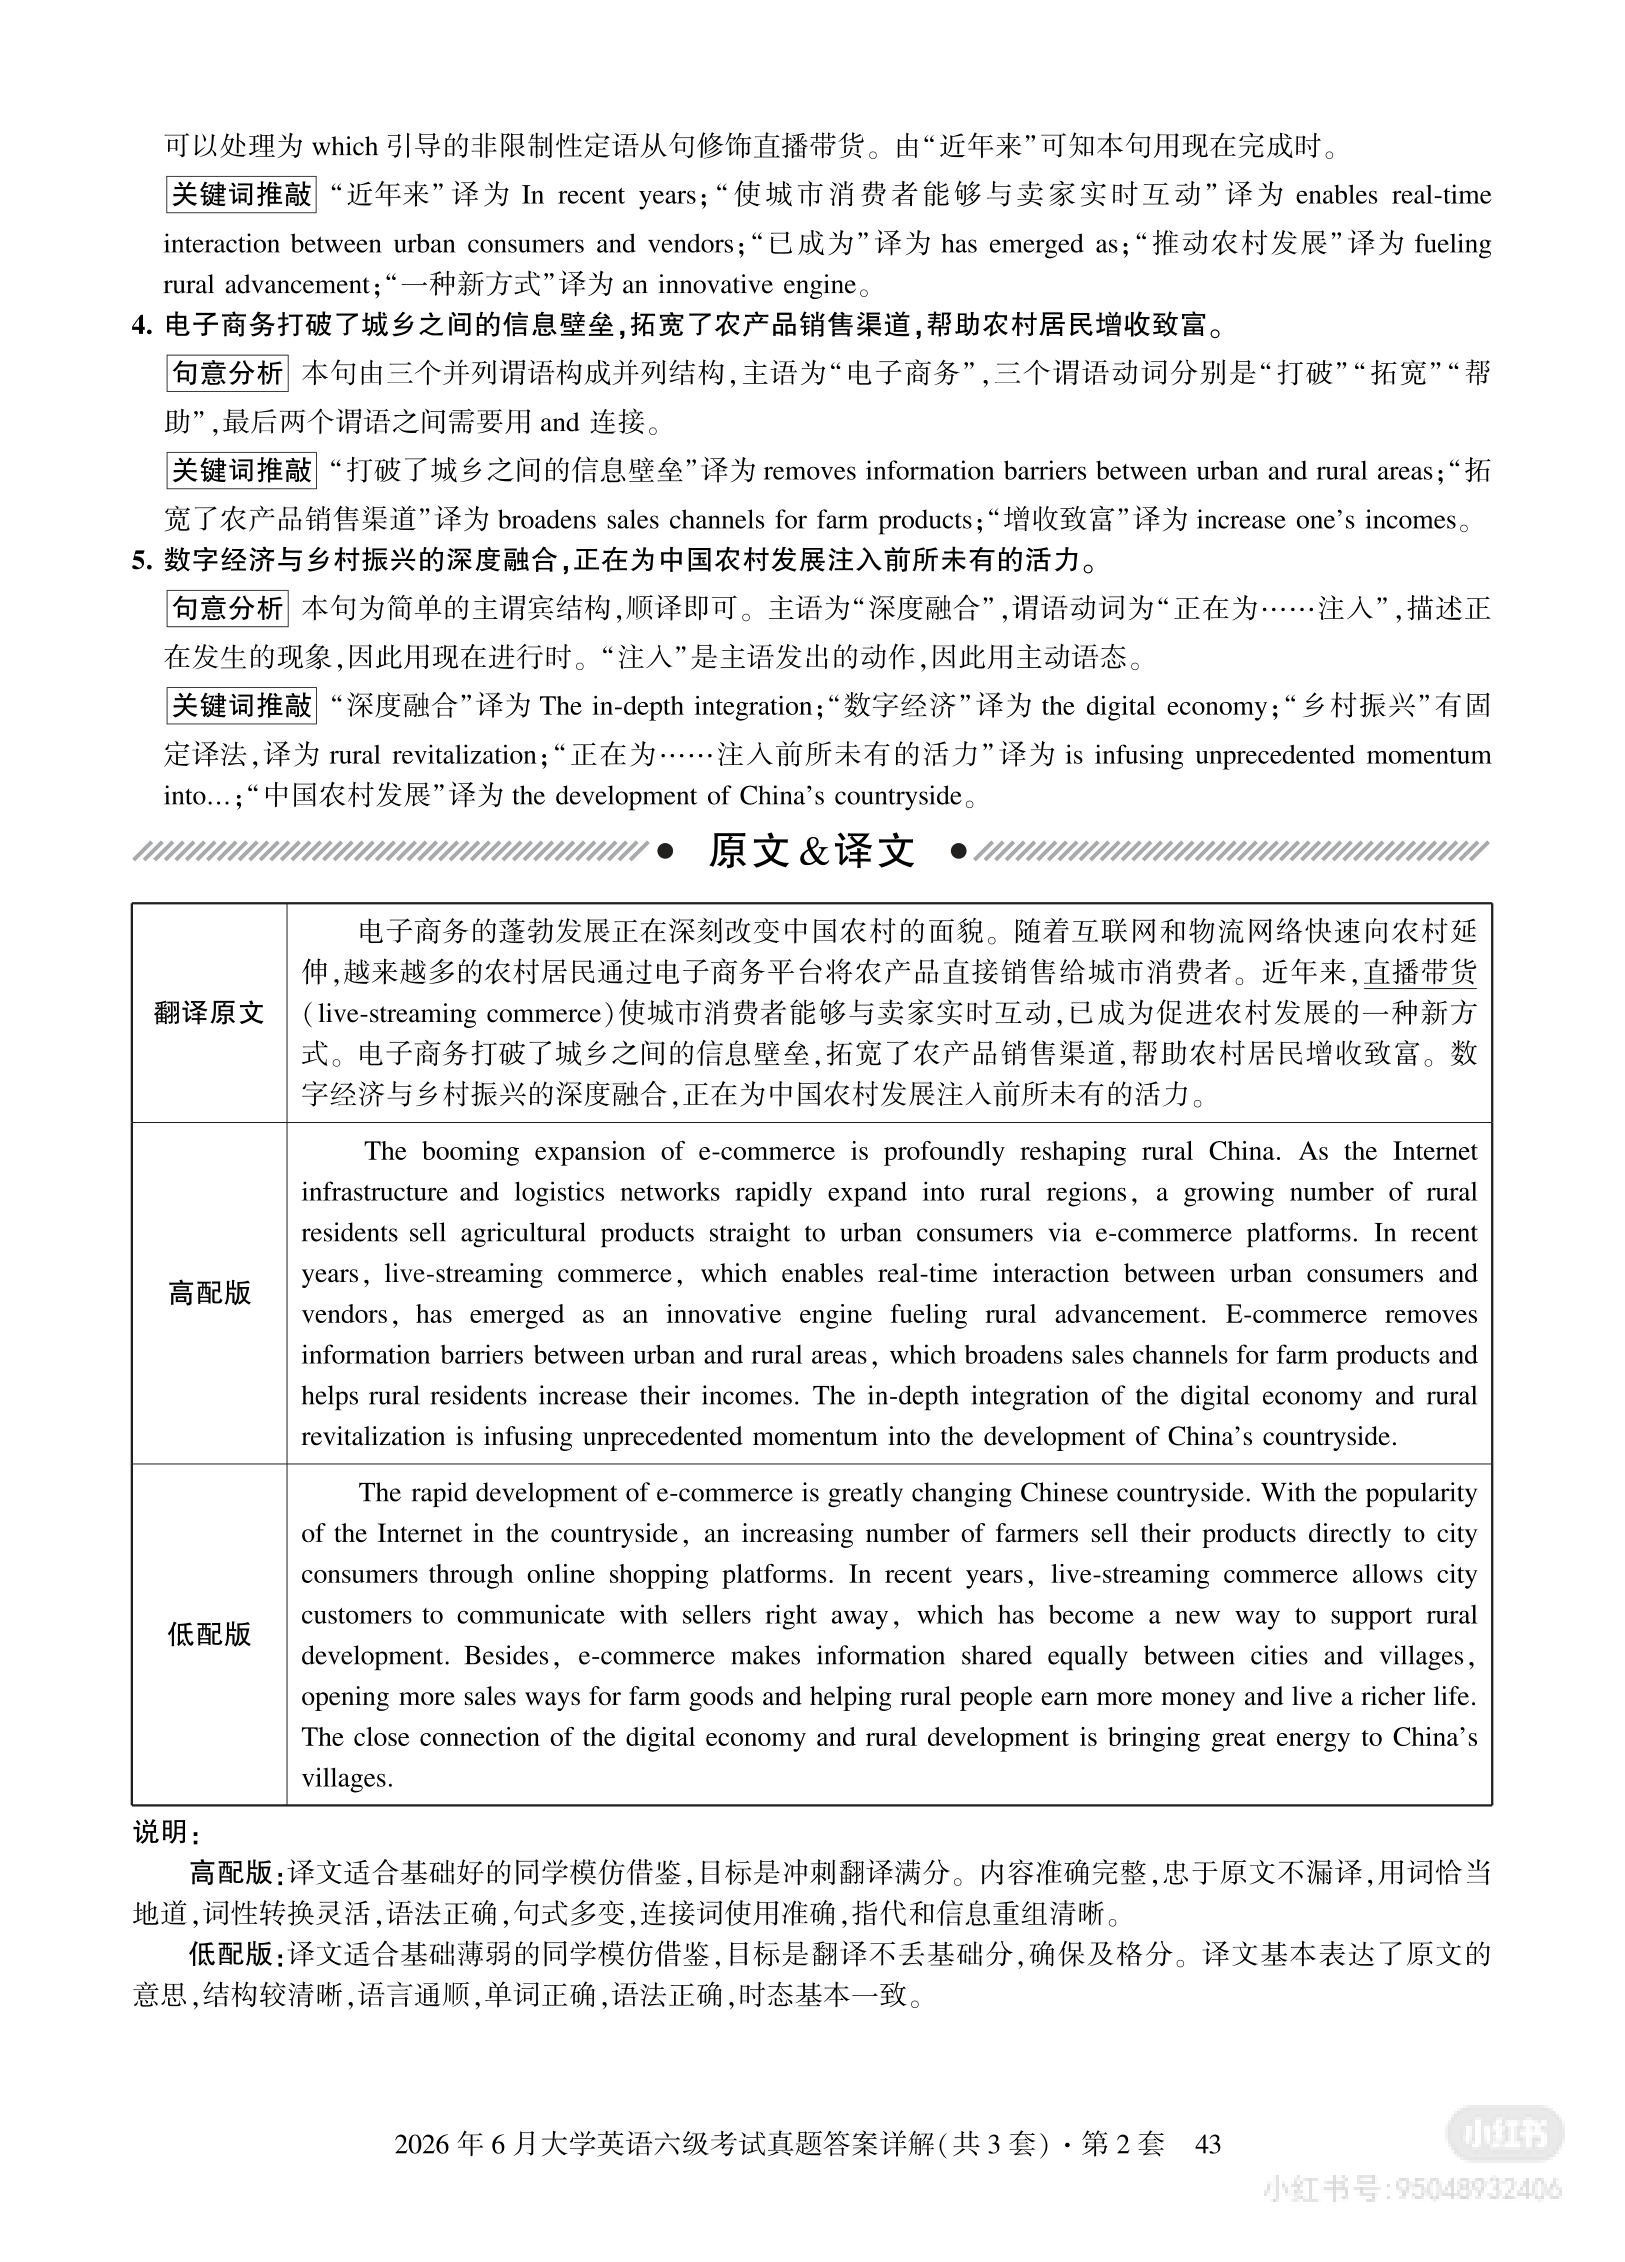 可以处理为 which 引导的非限制性定语从句修饰直播带货。由“近年来”可知本句用现在完成时。
关键词推敲 “近年来”译为 In recent years;“使城市消费者能够与卖家实时互动”译为 enables real-time
interaction between urban consumers and vendors;“已成为”译为 has emerged as;“推动农村发展”译为 fueling
rural advancement;“一种新方式”译为 an innovative engine。
4. 电子商务打破了城乡之间的信息壁垒,拓宽了农产品销售渠道,帮助农村居民增收致富。
句意分析 本句由三个并列谓语构成并列结构,主语为“电子商务”,三个谓语动词分别是“打破”“拓宽”“帮
助”,最后两个谓语之间需要用 and 连接。
关键词推敲 “打破了城乡之间的信息壁垒”译为 removes information barriers between urban and rural areas;“拓
宽了农产品销售渠道”译为 broadens sales channels for farm products;“增收致富”译为 increase one's incomes。
5. 数字经济与乡村振兴的深度融合,正在为中国农村发展注入前所未有的活力。
句意分析 本句为简单的主谓宾结构,顺译即可。主语为“深度融合”,谓语动词为“正在为……注入”,描述正
在发生的现象,因此用现在进行时。“注入”是主语发出的动作,因此用主动语态。
关键词推敲 “深度融合”译为 The in-depth integration;“数字经济”译为 the digital economy;“乡村振兴”有固
定译法,译为 rural revitalization;“正在为……注入前所未有的活力”译为 is infusing unprecedented momentum
into…;“中国农村发展”译为 the development of China's countryside。
原文&译文
翻译原文
电子商务的蓬勃发展正在深刻改变中国农村的面貌。随着互联网和物流网络快速向农村延
伸,越来越多的农村居民通过电子商务平台将农产品直接销售给城市消费者。近年来,直播带货
(live-streaming commerce)使城市消费者能够与卖家实时互动,已成为促进农村发展的一种新方
式。电子商务打破了城乡之间的信息壁垒,拓宽了农产品销售渠道,帮助农村居民增收致富。数
字经济与乡村振兴的深度融合,正在为中国农村发展注入前所未有的活力。
高配版
The booming expansion of e-commerce is profoundly reshaping rural China. As the Internet
infrastructure and logistics networks rapidly expand into rural regions, a growing number of rural
residents sell agricultural products straight to urban consumers via e-commerce platforms. In recent
years, live-streaming commerce, which enables real-time interaction between urban consumers and
vendors, has emerged as an innovative engine fueling rural advancement. E-commerce removes
information barriers between urban and rural areas, which broadens sales channels for farm products and
helps rural residents increase their incomes. The in-depth integration of the digital economy and rural
revitalization is infusing unprecedented momentum into the development of China's countryside.
低配版
The rapid development of e-commerce is greatly changing Chinese countryside. With the popularity
of the Internet in the countryside, an increasing number of farmers sell their products directly to city
consumers through online shopping platforms. In recent years, live-streaming commerce allows city
customers to communicate with sellers right away, which has become a new way to support rural
development. Besides, e-commerce makes information shared equally between cities and villages,
opening more sales ways for farm goods and helping rural people earn more money and live a richer life.
The close connection of the digital economy and rural development is bringing great energy to China's
villages.
说明:
高配版:译文适合基础好的同学模仿借鉴,目标是冲刺翻译满分。内容准确完整,忠于原文不漏译,用词恰当
地道,词性转换灵活,语法正确,句式多变,连接词使用准确,指代和信息重组清晰。
低配版:译文适合基础薄弱的同学模仿借鉴,目标是翻译不丢基础分,确保及格分。译文基本表达了原文的
意思,结构较清晰,语言通顺,单词正确,语法正确,时态基本一致。
2026 年 6 月大学英语六级考试真题答案详解(共 3 套)·第 2 套 43
小红书
小红书号:95048932406